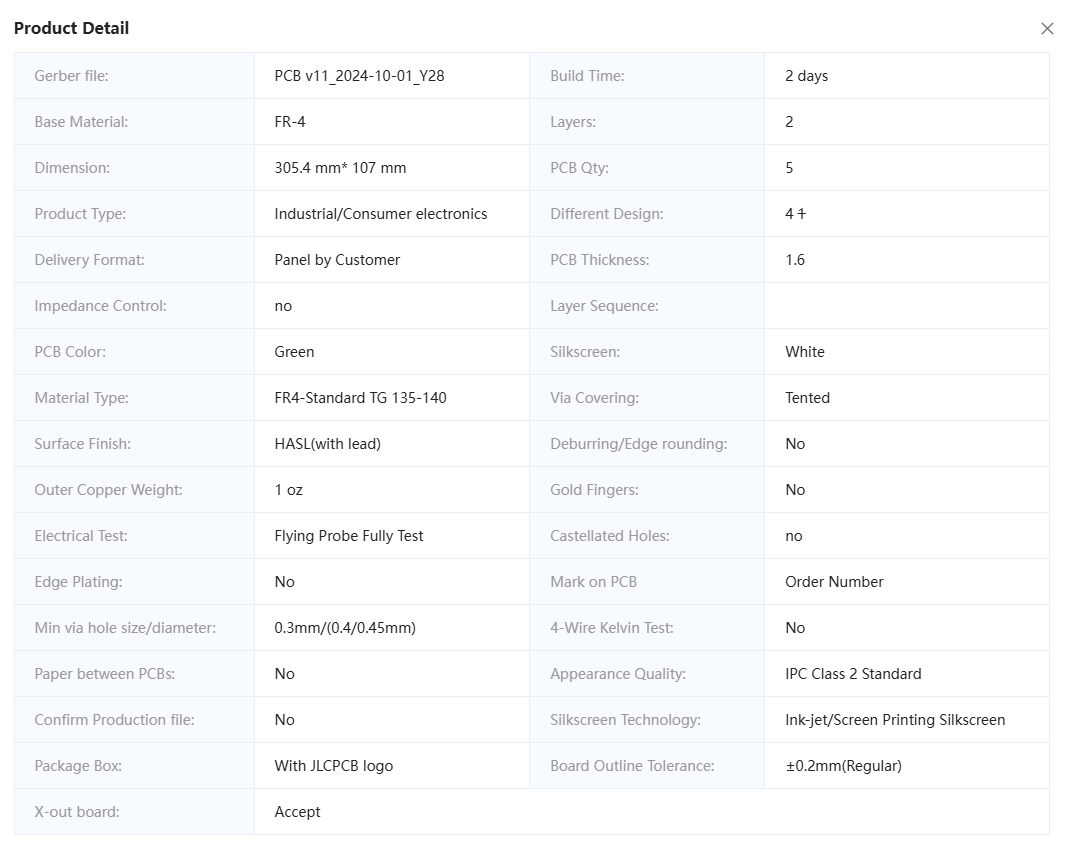 Product Detail
Gerber file: PCB v11_2024-10-01_Y28 Build Time: 2 days
Base Material: FR-4 Layers: 2
Dimension: 305.4 mm* 107 mm PCB Qty: 5
Product Type: Industrial/Consumer electronics Different Design: 4 1
Delivery Format: Panel by Customer PCB Thickness: 1.6
Impedance Control: no Layer Sequence:
PCB Color: Green Silkscreen: White
Material Type: FR4-Standard TG 135-140 Via Covering: Tented
Surface Finish: HASL(with lead) Deburring/Edge rounding: No
Outer Copper Weight: 1 oz Gold Fingers: No
Electrical Test: Flying Probe Fully Test Castellated Holes: no
Edge Plating: No Mark on PCB Order Number
Min via hole size/diameter: 0.3mm/(0.4/0.45mm) 4-Wire Kelvin Test: No
Paper between PCBs: No Appearance Quality: IPC Class 2 Standard
Confirm Production file: No Silkscreen Technology: Ink-jet/Screen Printing Silkscreen
Package Box: With JLCPCB logo Board Outline Tolerance: ±0.2mm(Regular)
X-out board: Accept